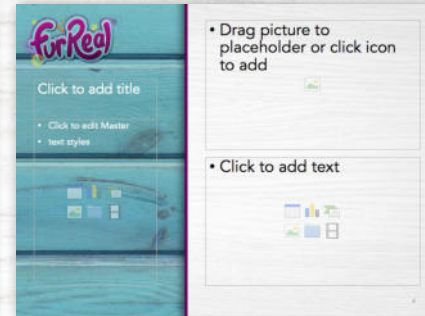 furReal
Click to add title
• Click to edit Master
• text styles
• Drag picture to
placeholder or click icon
to add
• Click to add text